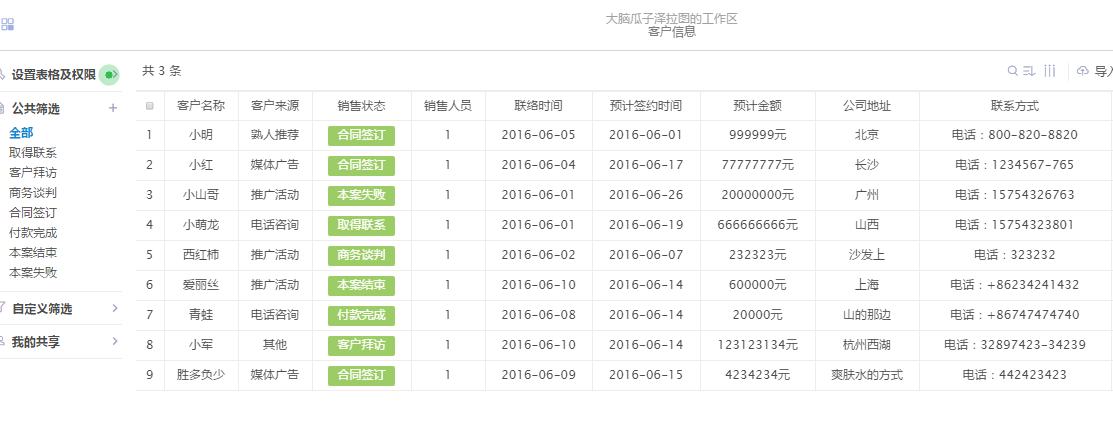 大脑瓜子泽拉图的工作区
客户信息
设置表格及权限
共 3 条
导入
公共筛选 +
全部
取得联系
客户拜访
商务谈判
合同签订
付款完成
本案结束
本案失败
自定义筛选
我的共享
客户名称 客户来源 销售状态 销售人员 联络时间 预计签约时间 预计金额 公司地址 联系方式
1 小明 熟人推荐 合同签订 1 2016-06-05 2016-06-01 999999元 北京 电话：800-820-8820
2 小红 媒体广告 合同签订 1 2016-06-04 2016-06-17 77777777元 长沙 电话：1234567-765
3 小山哥 推广活动 本案失败 1 2016-06-01 2016-06-26 20000000元 广州 电话：15754326763
4 小萌龙 电话咨询 取得联系 1 2016-06-01 2016-06-19 666666666元 山西 电话：15754323801
5 西红柿 推广活动 商务谈判 1 2016-06-02 2016-06-07 232323元 沙发上 电话：323232
6 爱丽丝 推广活动 本案结束 1 2016-06-10 2016-06-14 600000元 上海 电话：+86234241432
7 青蛙 电话咨询 付款完成 1 2016-06-08 2016-06-14 20000元 山的那边 电话：+86747474740
8 小军 其他 客户拜访 1 2016-06-10 2016-06-14 123123134元 杭州西湖 电话：32897423-34239
9 胜多负少 媒体广告 合同签订 1 2016-06-09 2016-06-15 4234234元 爽肤水的方式 电话：442423423